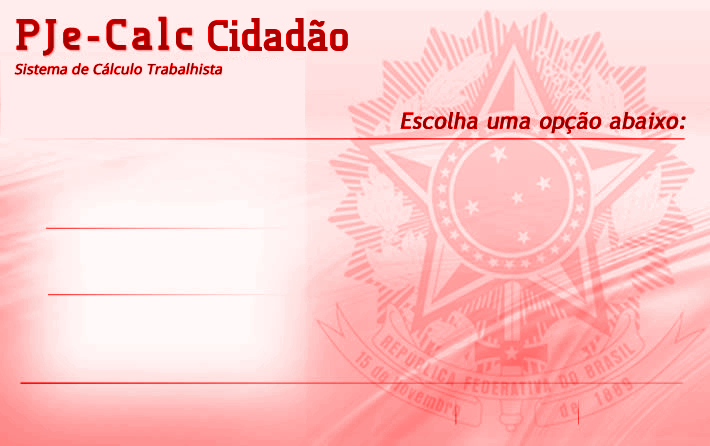 PJe-Calc Cidadão
Sistema de Cálculo Trabalhista
Escolha uma opção abaixo:
REPÚBLICA FEDERATIVA DO BRASIL
15 de Novembro de 1889